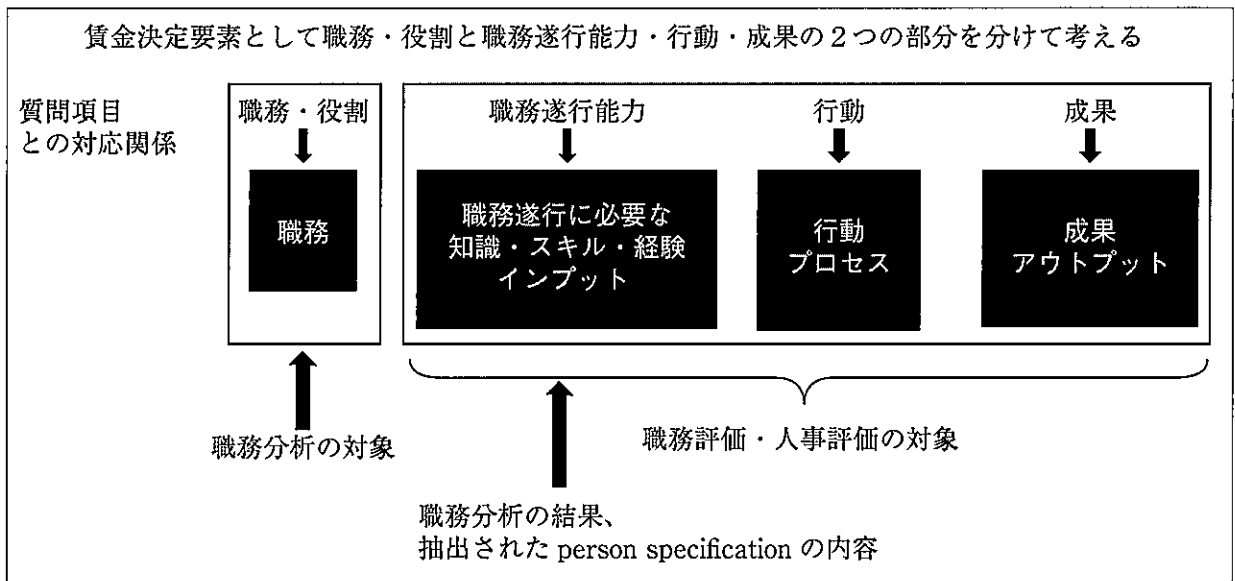 賃金決定要素として職務・役割と職務遂行能力・行動・成果の2つの部分を分けて考える
質問項目
との対応関係
職務・役割
職務遂行能力
行動
成果
職務
職務遂行に必要な
知識・スキル・経験
インプット
行動
プロセス
成果
アウトプット
職務分析の対象
職務評価・人事評価の対象
職務分析の結果、
抽出された person specification の内容